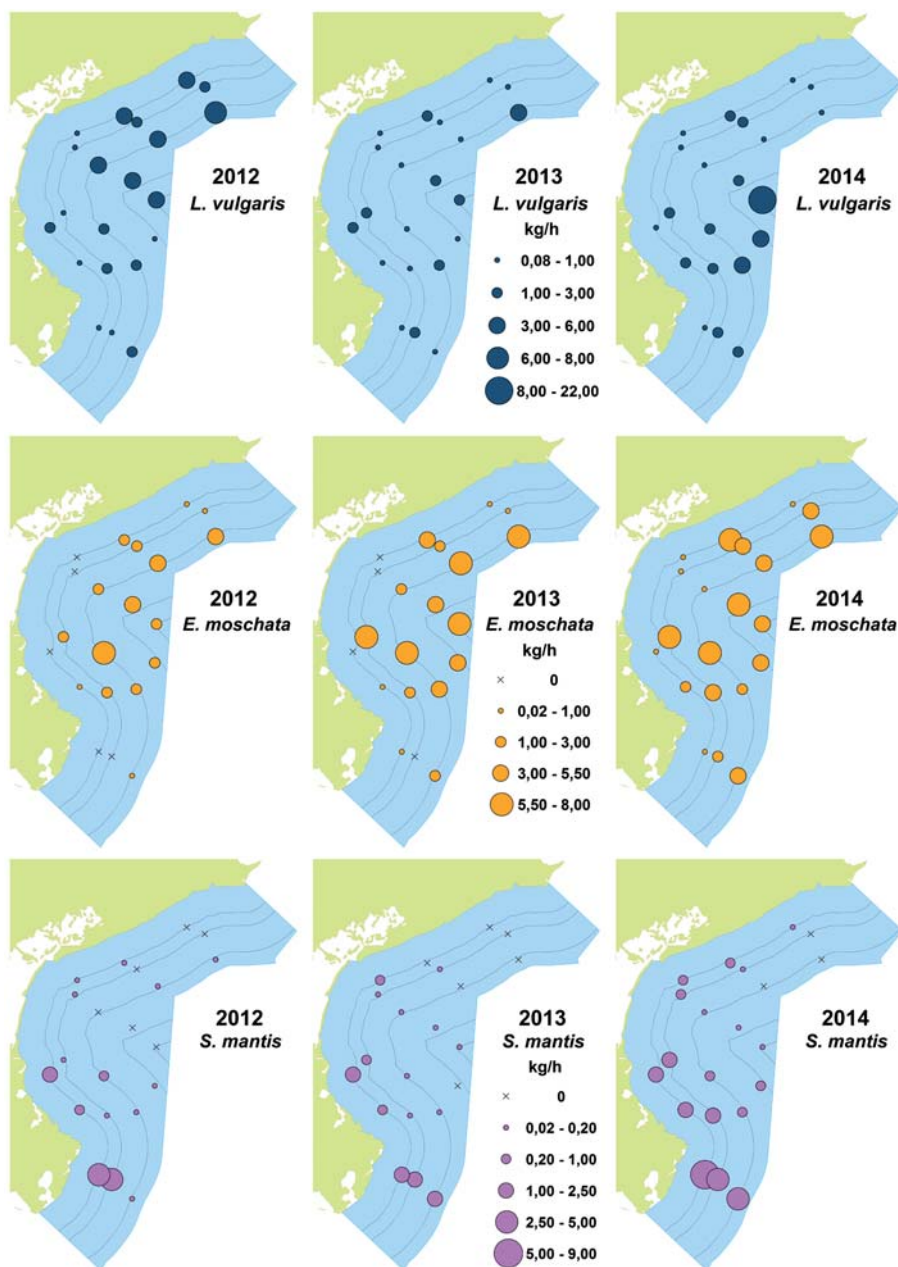 2012
L. vulgaris
2013
L. vulgaris
kg/h
0,08 - 1,00
1,00 - 3,00
3,00 - 6,00
6,00 - 8,00
8,00 - 22,00
2014
L. vulgaris
2012
E. moschata
2013
E. moschata
kg/h
0
0,02 - 1,00
1,00 - 3,00
3,00 - 5,50
5,50 - 8,00
2014
E. moschata
2012
S. mantis
2013
S. mantis
kg/h
0
0,02 - 0,20
0,20 - 1,00
1,00 - 2,50
2,50 - 5,00
5,00 - 9,00
2014
S. mantis